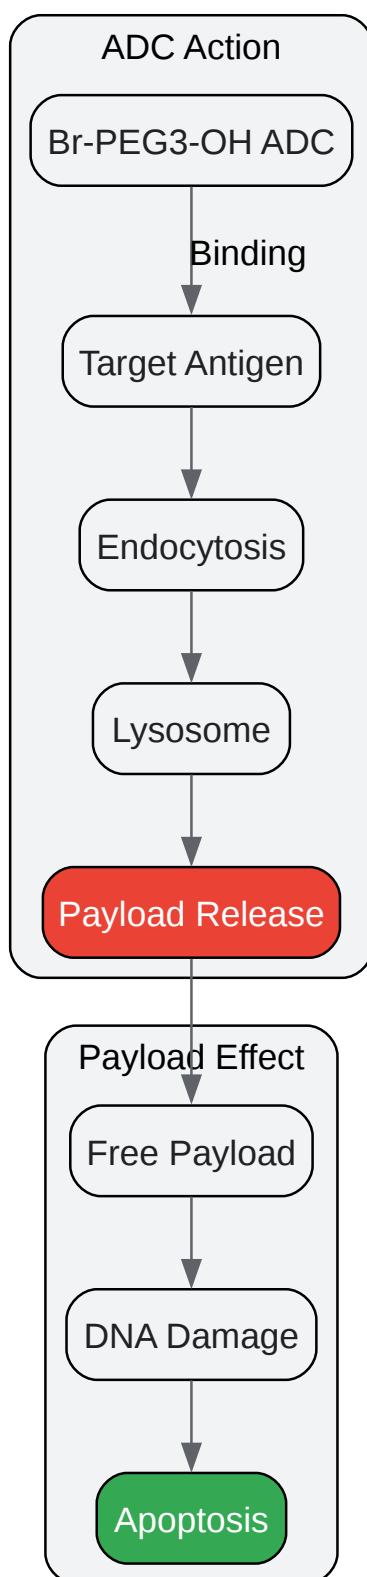 ADC Action
Br-PEG3-OH ADC
Binding
Target Antigen
Endocytosis
Lysosome
Payload Release
Payload Effect
Free Payload
DNA Damage
Apoptosis